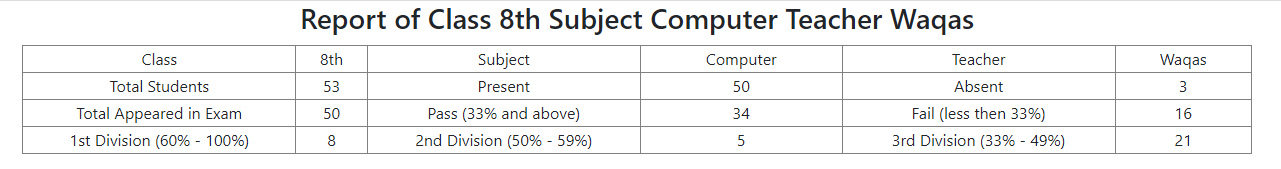 Report of Class 8th Subject Computer Teacher Waqas
Class 8th Subject Computer Teacher Waqas
Total Students 53 Present 50 Absent 3
Total Appeared in Exam 50 Pass (33% and above) 34 Fail (less then 33%) 16
1st Division (60% - 100%) 8 2nd Division (50% - 59%) 5 3rd Division (33% - 49%) 21